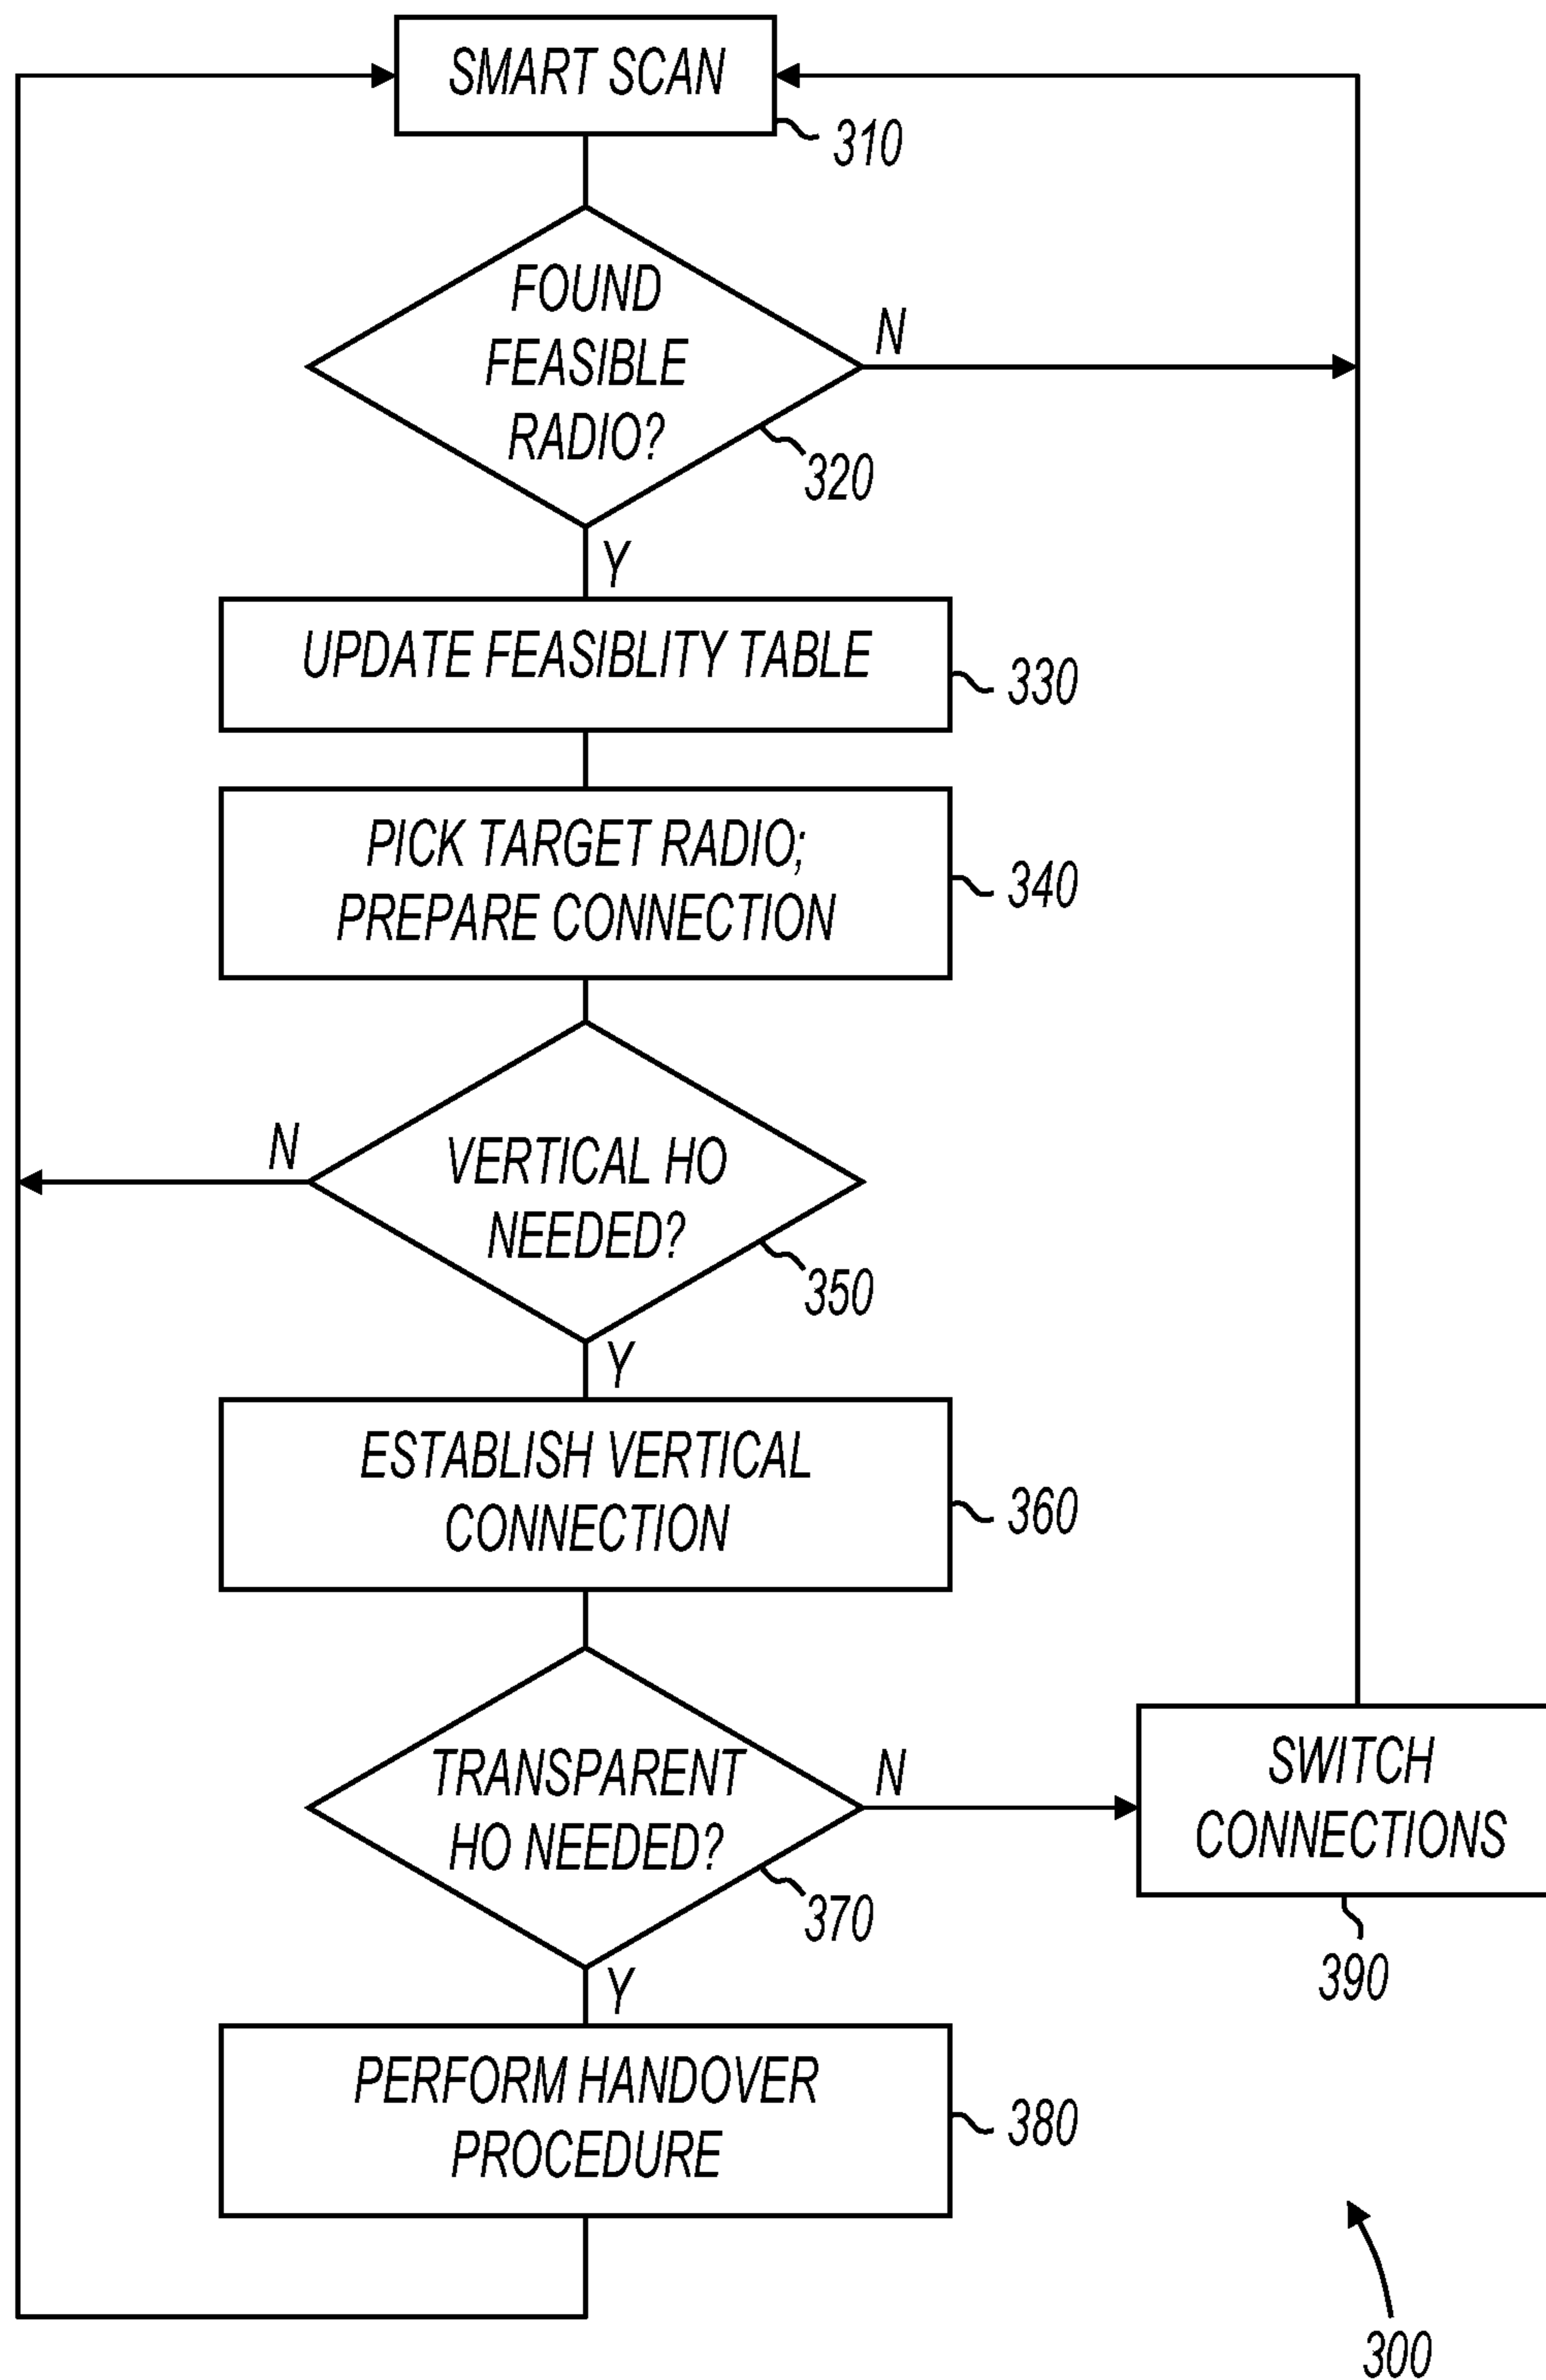 SMART SCAN
310
FOUND
FEASIBLE
RADIO?
N
320
Y
UPDATE FEASIBLITY TABLE
330
PICK TARGET RADIO;
PREPARE CONNECTION
340
N
VERTICAL HO
NEEDED?
350
Y
ESTABLISH VERTICAL
CONNECTION
360
TRANSPARENT
HO NEEDED?
N
370
SWITCH
CONNECTIONS
390
Y
PERFORM HANDOVER
PROCEDURE
380
300